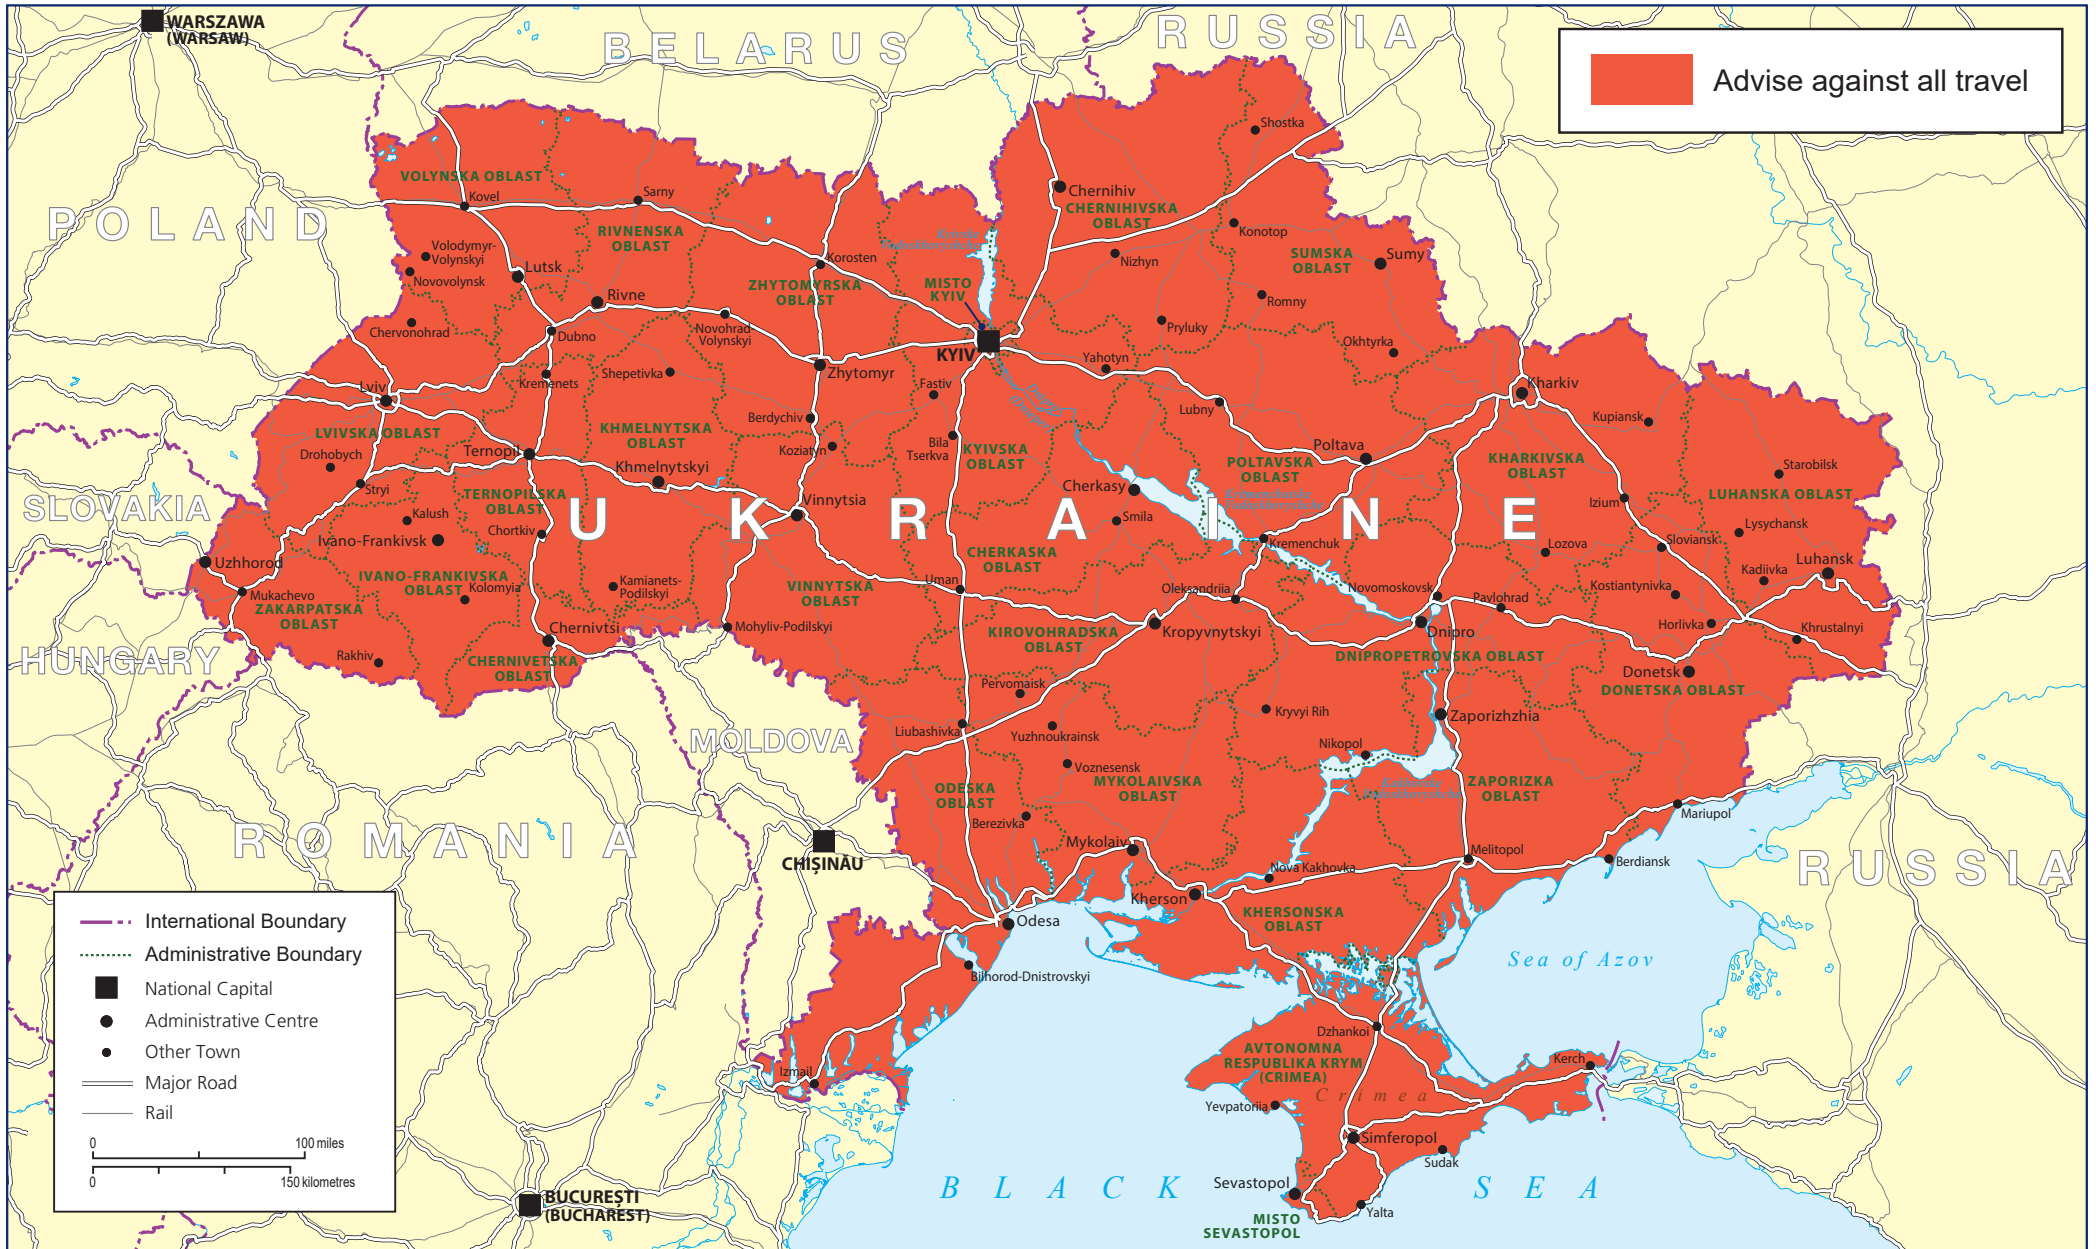 WARSZAWA
(WARSAW)
BELARUS
RUSSIA
Advise against all travel
POLAND
Shostka
Chernihiv
CHERNIHIVSKA
OBLAST
VOLYNSKA OBLAST
Kovel
Sarny
RIVNENSKA
OBLAST
Konotop
SUMSKA
OBLAST
Sumy
Nizhyn
Volodymyr-
Volynskyi
Novovolynsk
Lutsk
Korosten
ZHYTOMYRSKA
OBLAST
MISTO
KYIV
Rivne
Romny
Chervonohrad
Dubno
Novohrad
Volynskyi
Pryluky
Okhtyrka
KYIV
Yahotyn
Zhytomyr
Lviv
Kremenets
Shepetivka
Fastiv
Kharkiv
Lubny
Kupiansk
Berdychiv
LVIVSKA OBLAST
KHMELNYTSKA
OBLAST
Koziatyn
Bila
Tserkva
KYIVSKA
OBLAST
Poltava
POLTAVSKA
OBLAST
KHARKIVSKA
OBLAST
Drohobych
Ternopil
Khmelnytskyi
Starobilsk
Stryi
TERNOPILSKA
OBLAST
Vinnytsia
Cherkasy
LUHANSKA OBLAST
Izium
SLOVAKIA
Kalush
Chortkiv
UKRAINE
Smila
Lysychansk
Ivano-Frankivsk
Kremenchuk
Lozova
Sloviansk
Uzhhorod
CHERKASKA
OBLAST
Luhansk
Kadiivka
IVANO-FRANKIVSKA
OBLAST
Kolomyia
Kamianets-
Podilskyi
VINNYTSKA
OBLAST
Uman
Oleksandriia
Novomoskovsk
Pavlohrad
Kostiantynivka
Mukachevo
ZAKARPATSKA
OBLAST
Chernivtsi
Mohyliv-Podilskyi
KIROVOHRADSKA
OBLAST
Kropyvnytskyi
Dnipro
Horlivka
Khrustalnyi
HUNGARY
Rakhiv
CHERNIVETSKA
OBLAST
DNIPROPETROVSKA OBLAST
Donetsk
DONETSKA OBLAST
Pervomaisk
Kryvyi Rih
Zaporizhzhia
Liubashivka
Yuzhnoukrainsk
MOLDOVA
Nikopol
Voznesensk
MYKOLAIVSKA
OBLAST
ZAPORIZKA
OBLAST
ODESKA
OBLAST
Berezivka
Mariupol
ROMANIA
CHIȘINĂU
Mykolaiv
Melitopol
Berdiansk
RUSSIA
Nova Kakhovka
Kherson
KHERSONSKA
OBLAST
Odesa
Sea of Azov
Bilhorod-Dnistrovskyi
Dzhankoi
AVTONOMNA
RESPUBLIKA KRYM
(CRIMEA)
Kerch
Izmail
Crimea
Yevpatoriia
Simferopol
Sudak
Sevastopol
Yalta
MISTO
SEVASTOPOL
BLACK SEA
BUCUREȘTI
(BUCHAREST)
International Boundary
Administrative Boundary
National Capital
Administrative Centre
Other Town
Major Road
Rail
0 100 miles
0 150 kilometres